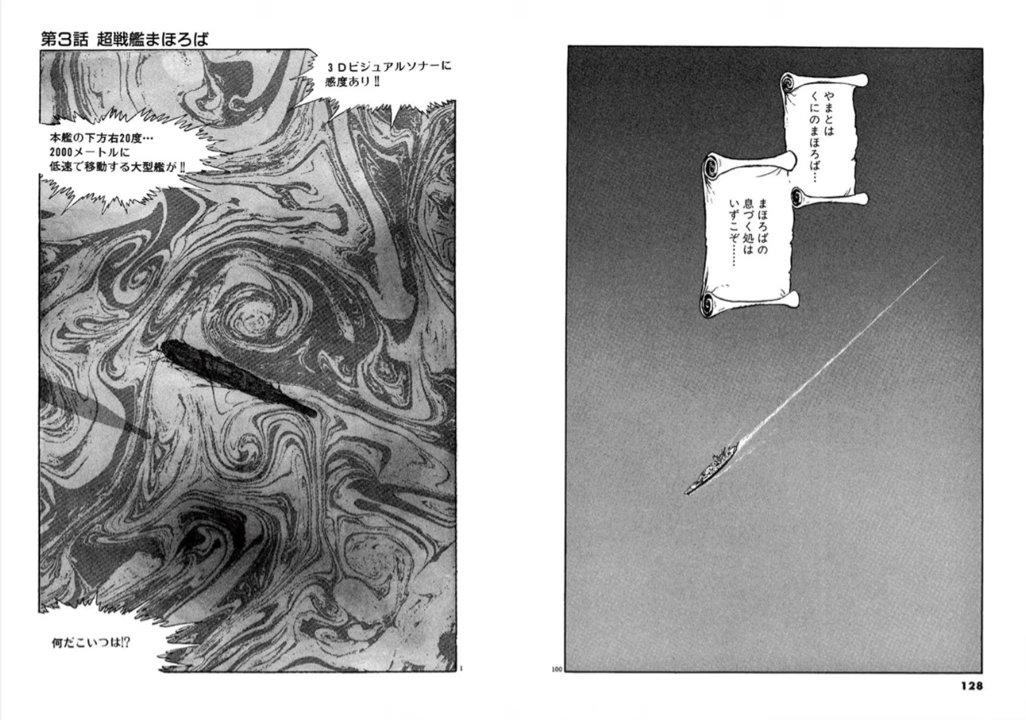 やまとは
くにのまほろば…
まほろばの
息づく処は
いずこぞ……
100
128
第3話 超戦艦まほろば
3Dビジュアルソナーに
感度あり!!
本艦の下方右20度…
2000メートルに
低速で移動する大型艦が!!
何だこいつは!?
1